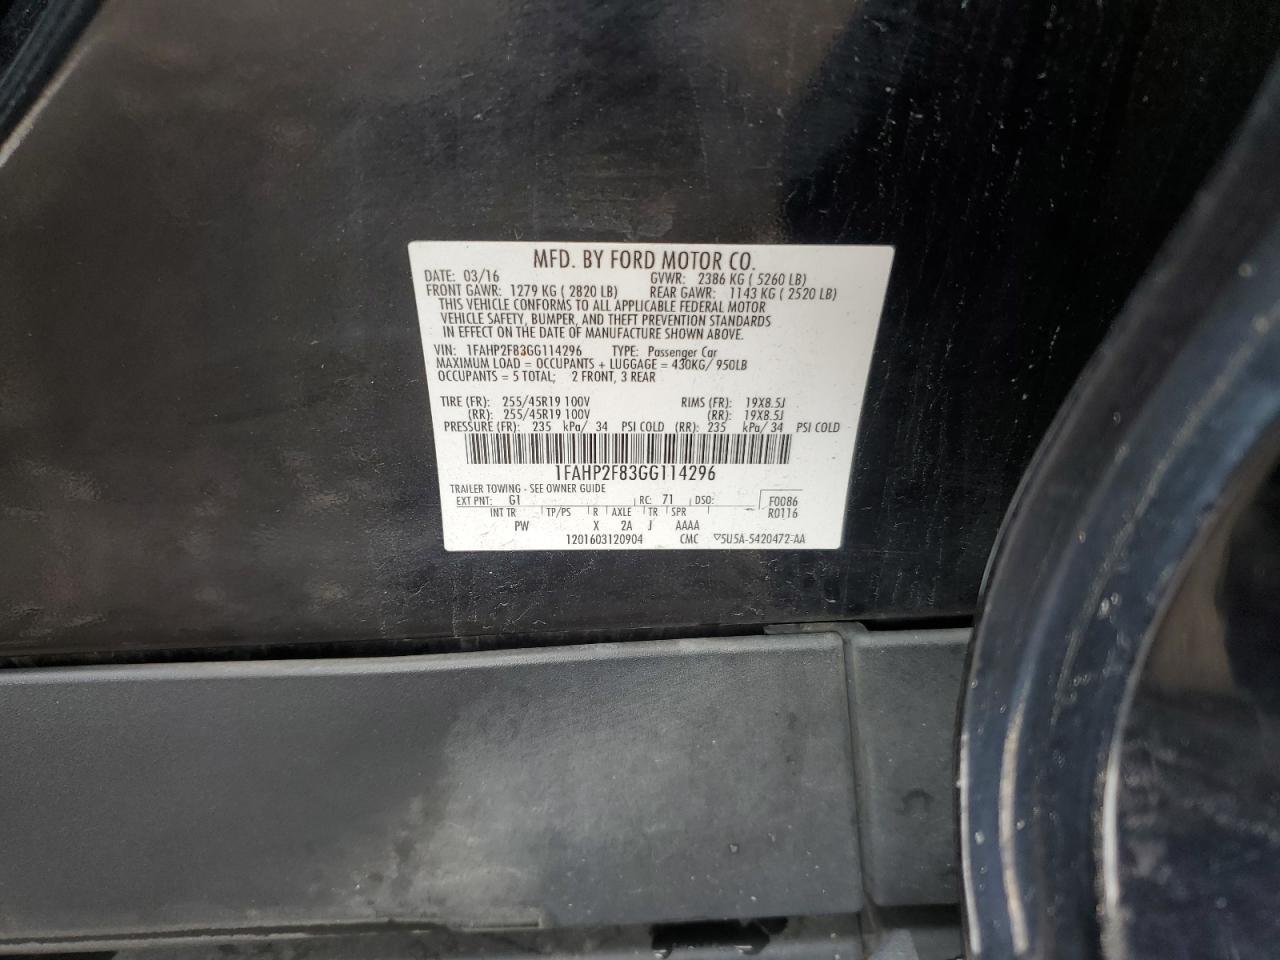 MFD. BY FORD MOTOR CO.
DATE: 03/16 GVWR: 2386 KG ( 5260 LB)
FRONT GAWR: 1279 KG ( 2820 LB) REAR GAWR: 1143 KG ( 2520 LB)
THIS VEHICLE CONFORMS TO ALL APPLICABLE FEDERAL MOTOR
VEHICLE SAFETY, BUMPER, AND THEFT PREVENTION STANDARDS
IN EFFECT ON THE DATE OF MANUFACTURE SHOWN ABOVE.
VIN: 1FAHP2F83GG114296 TYPE: Passenger Car
MAXIMUM LOAD = OCCUPANTS + LUGGAGE = 430KG/ 950LB
OCCUPANTS = 5 TOTAL; 2 FRONT, 3 REAR
TIRE (FR): 255/45R19 100V RIMS (FR): 19X8.5J
(RR): 255/45R19 100V (RR): 19X8.5J
PRESSURE (FR): 235 kPa/ 34 PSI COLD (RR): 235 kPa/ 34 PSI COLD
1FAHP2F83GG114296
TRAILER TOWING - SEE OWNER GUIDE
EXT PNT: G1 RC: 71 DSO: F0086
INT TR TP/PS R AXLE TR SPR R0116
PW X 2A J AAAA
1201603120904 CMC ▽5U5A-5420472-AA